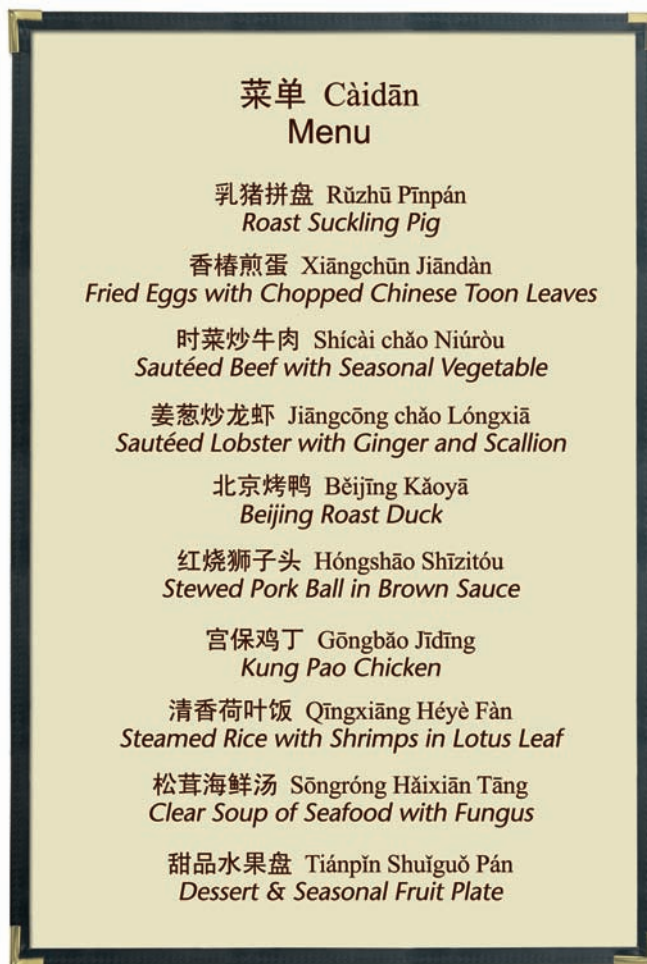 菜单 Càidān
Menu
乳猪拼盘 Rǔzhū Pīnpán
Roast Suckling Pig
香椿煎蛋 Xiāngchūn Jiāndàn
Fried Eggs with Chopped Chinese Toon Leaves
时菜炒牛肉 Shícài chǎo Niúròu
Sautéed Beef with Seasonal Vegetable
姜葱炒龙虾 Jiāngcōng chǎo Lóngxiā
Sautéed Lobster with Ginger and Scallion
北京烤鸭 Běijīng Kǎoyā
Beijing Roast Duck
红烧狮子头 Hóngshāo Shīzitóu
Stewed Pork Ball in Brown Sauce
宫保鸡丁 Gōngbǎo Jīdīng
Kung Pao Chicken
清香荷叶饭 Qīngxiāng Héyè Fàn
Steamed Rice with Shrimps in Lotus Leaf
松茸海鲜汤 Sōngróng Hǎixiān Tāng
Clear Soup of Seafood with Fungus
甜品水果盘 Tiánpǐn Shuǐguǒ Pán
Dessert & Seasonal Fruit Plate